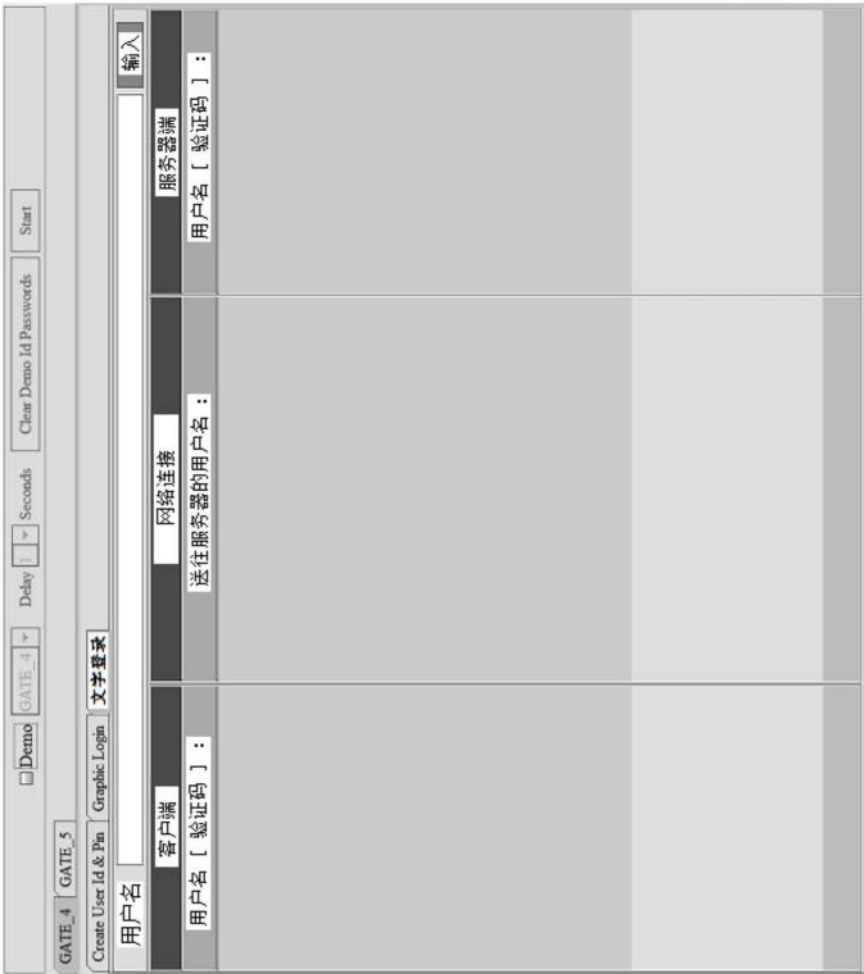 Demo GATE_4 Delay 1 Seconds Clear Demo Id Passwords Start
GATE_4 GATE_5
Create User Id & Pin Graphic Login 文字登录
用户名 输入
客户端 网络连接 服务器端
用户名 [ 验证码 ] : 送往服务器的用户名 : 用户名 [ 验证码 ] :